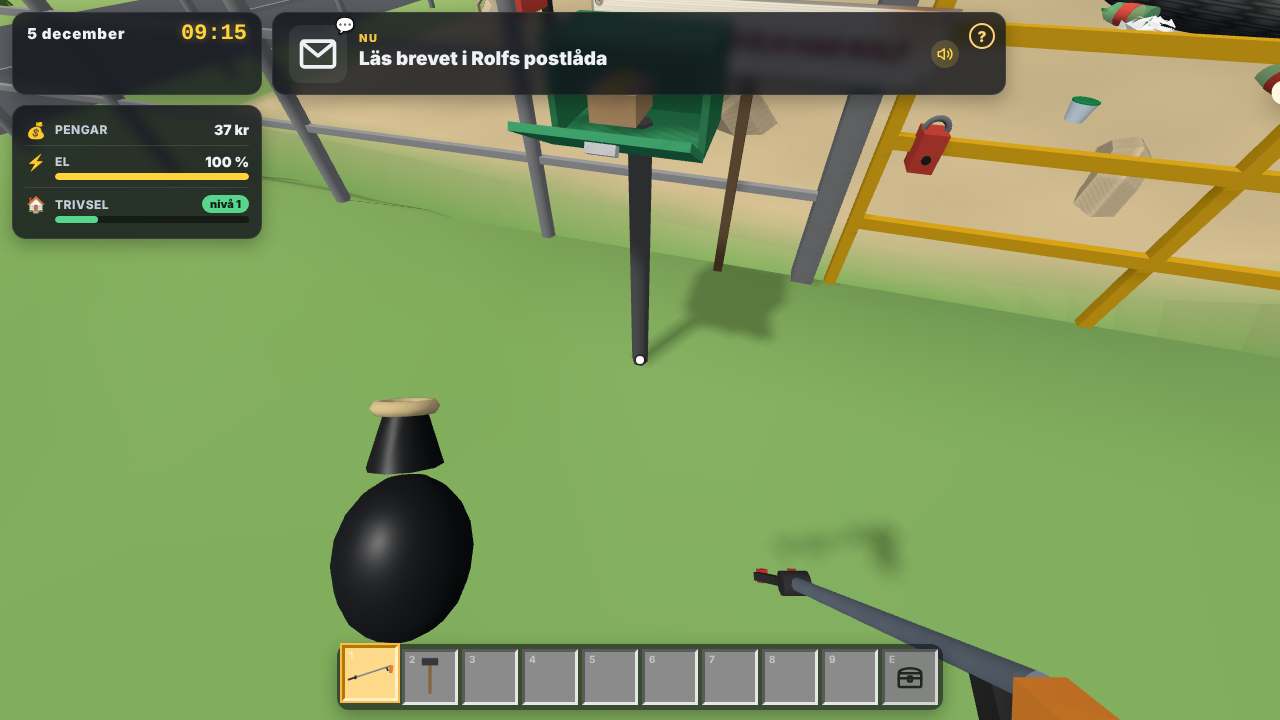 5 december 09:15
NU
Läs brevet i Rolfs postlåda
?
PENGAR 37 kr
EL 100 %
TRIVSEL nivå 1
1 2 3 4 5 6 7 8 9 E